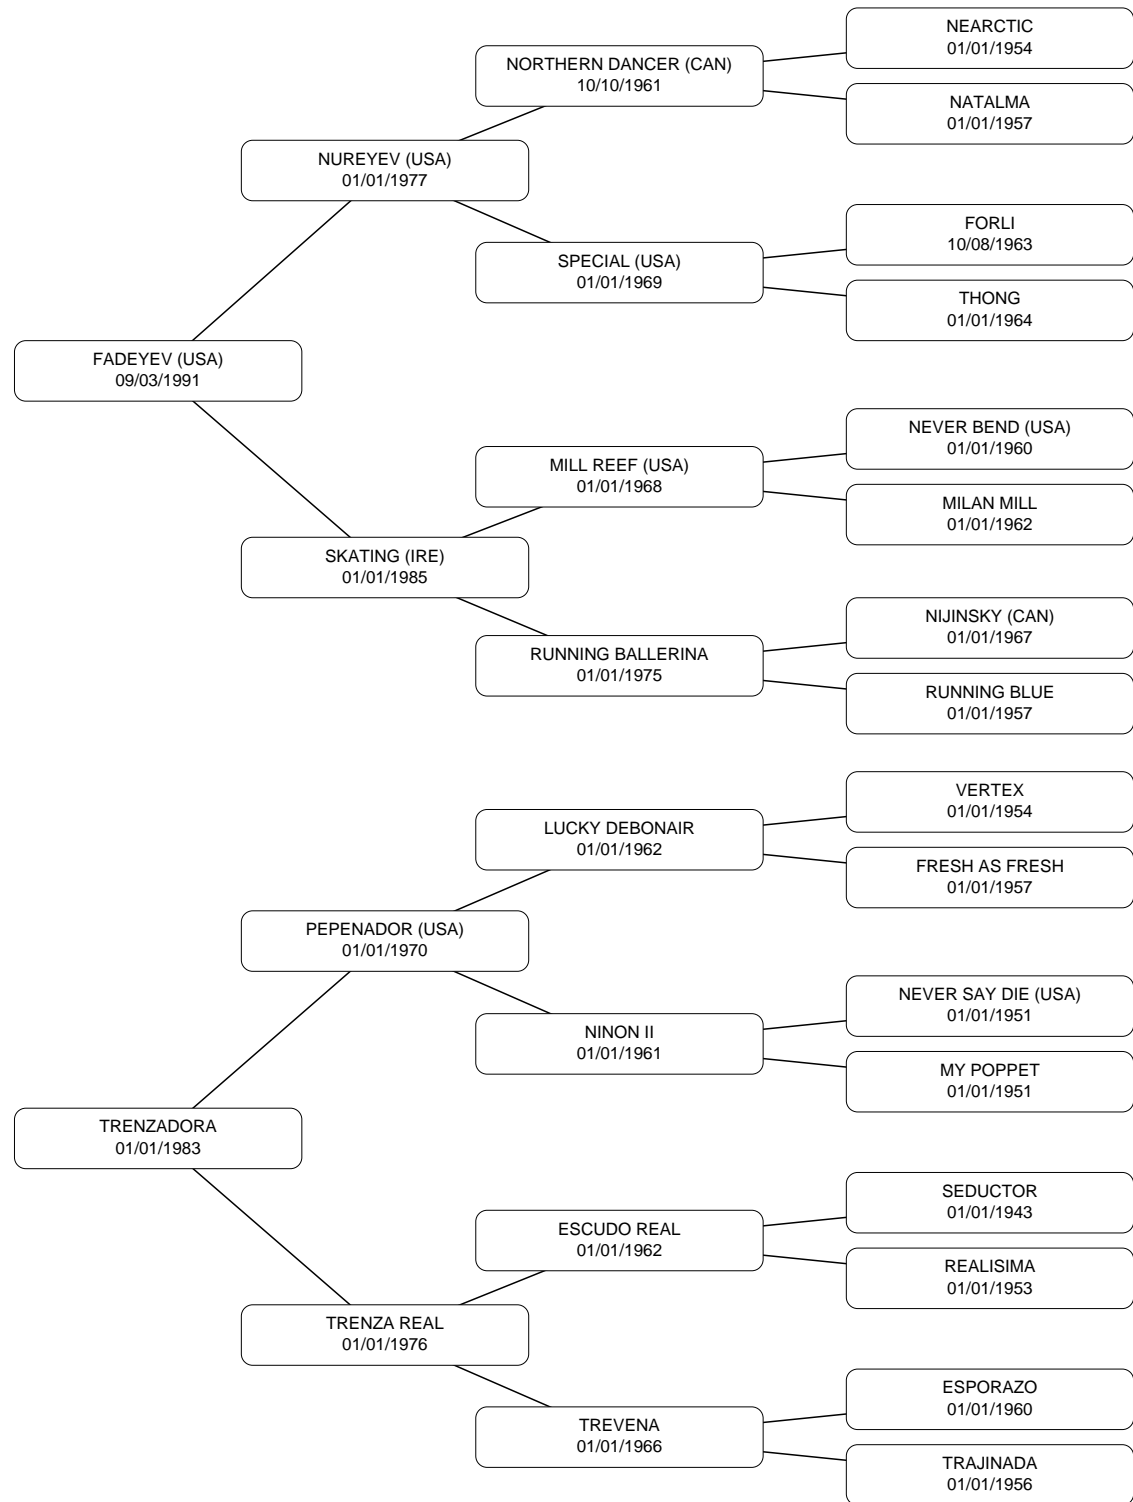 NEARCTIC
01/01/1954
NORTHERN DANCER (CAN)
10/10/1961
NATALMA
01/01/1957
NUREYEV (USA)
01/01/1977
FORLI
10/08/1963
SPECIAL (USA)
01/01/1969
THONG
01/01/1964
FADEYEV (USA)
09/03/1991
NEVER BEND (USA)
01/01/1960
MILL REEF (USA)
01/01/1968
MILAN MILL
01/01/1962
SKATING (IRE)
01/01/1985
NIJINSKY (CAN)
01/01/1967
RUNNING BALLERINA
01/01/1975
RUNNING BLUE
01/01/1957
VERTEX
01/01/1954
LUCKY DEBONAIR
01/01/1962
FRESH AS FRESH
01/01/1957
PEPENADOR (USA)
01/01/1970
NEVER SAY DIE (USA)
01/01/1951
NINON II
01/01/1961
MY POPPET
01/01/1951
TRENZADORA
01/01/1983
SEDUCTOR
01/01/1943
ESCUDO REAL
01/01/1962
REALISIMA
01/01/1953
TRENZA REAL
01/01/1976
ESPORAZO
01/01/1960
TREVENA
01/01/1966
TRAJINADA
01/01/1956